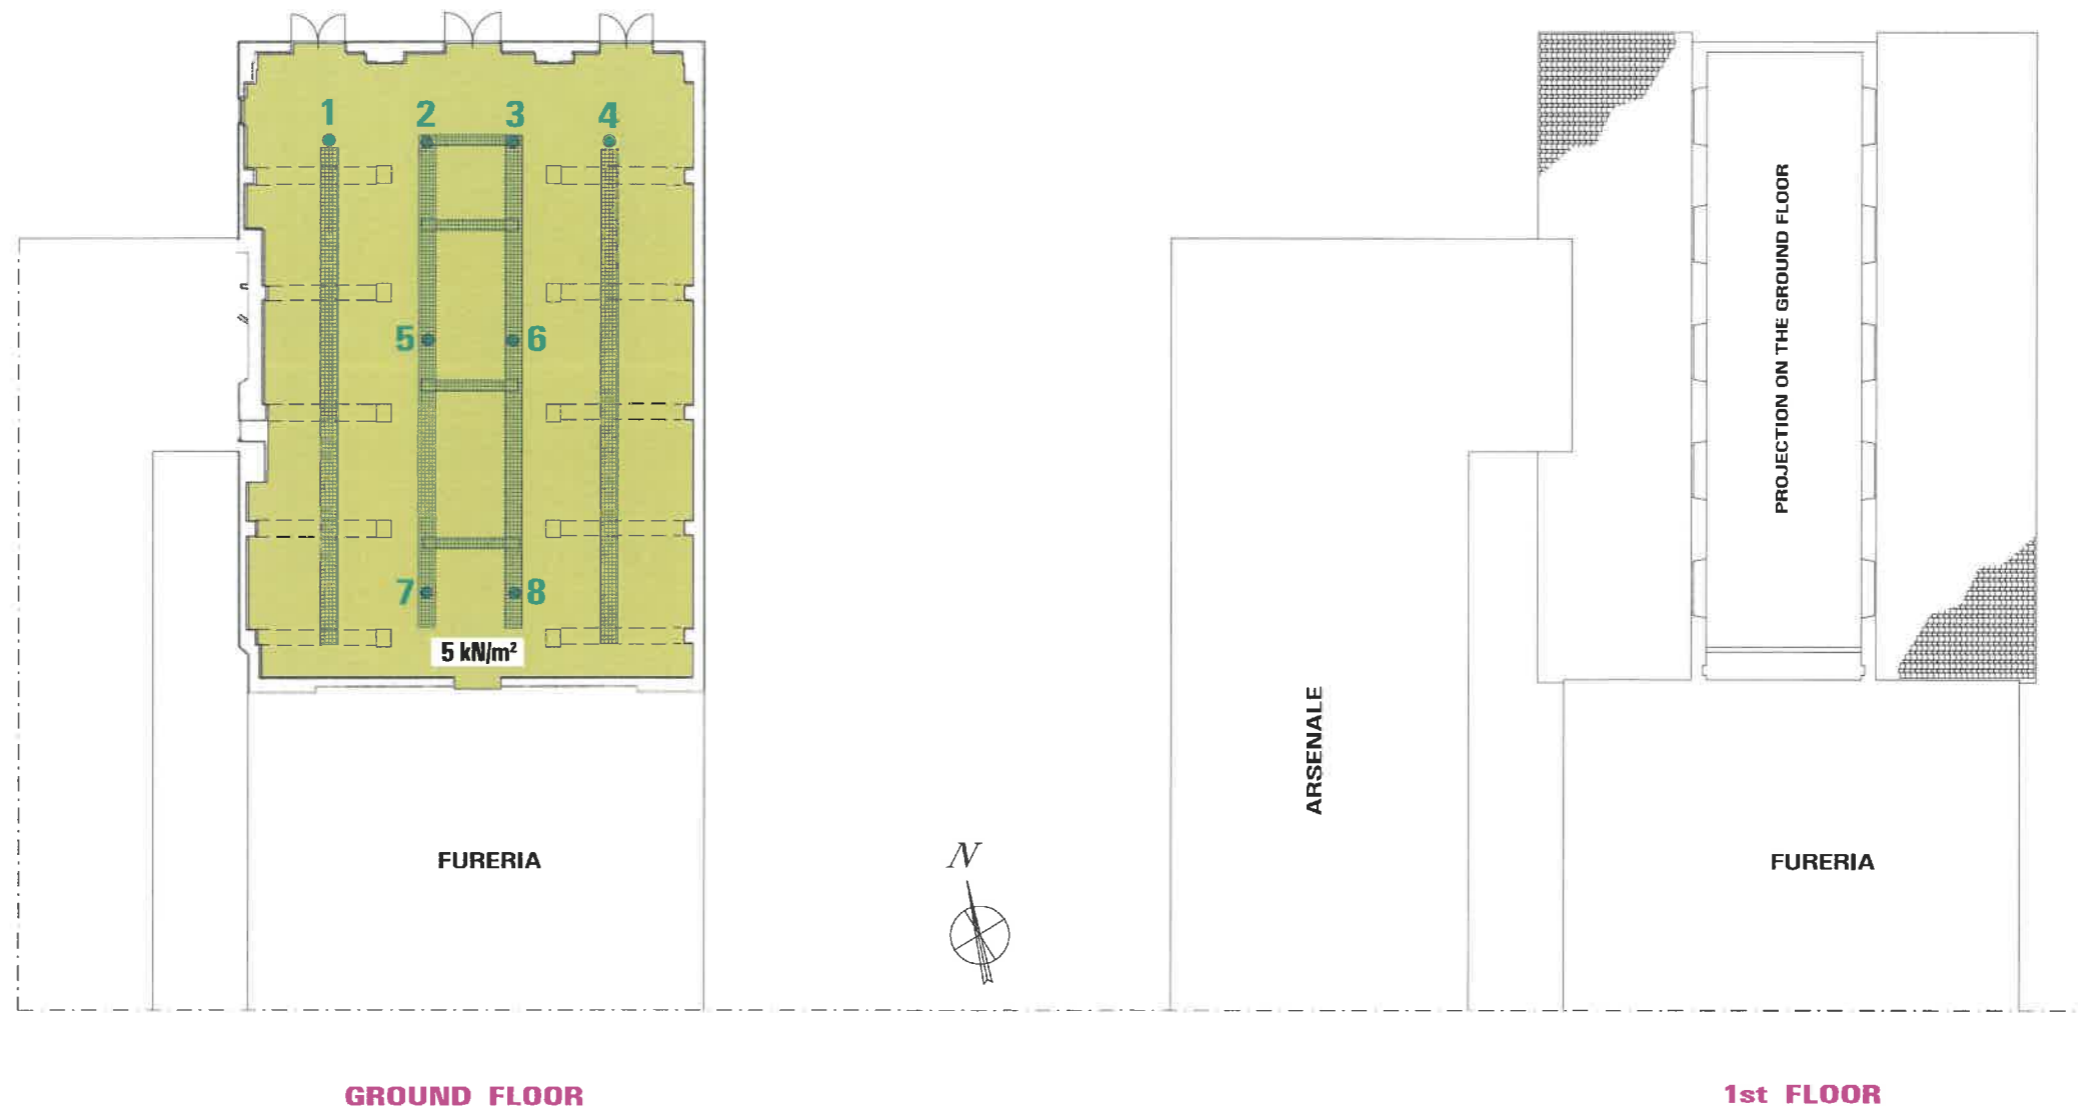 1 2 3 4
5 6
7 8
5 kN/m²
FURERIA
N
ARSENALE
PROJECTION ON THE GROUND FLOOR
FURERIA
GROUND FLOOR
1st FLOOR